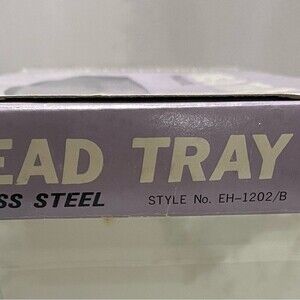 EAD TRAY
SS STEEL STYLE No. EH-1202/B